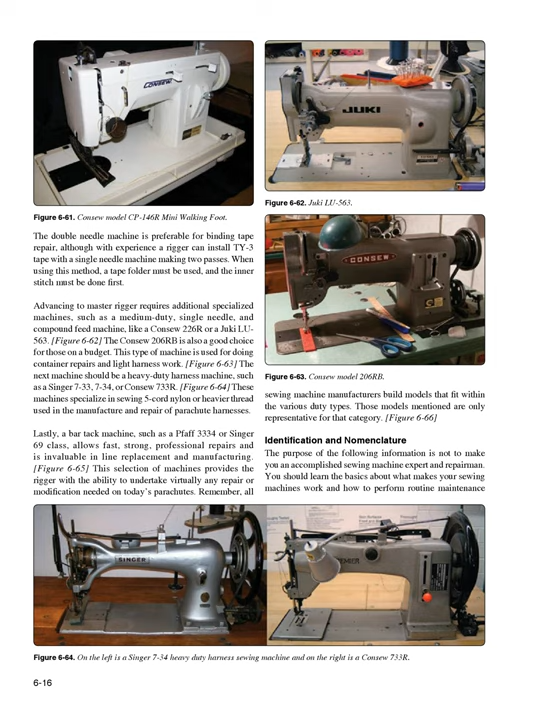 CONSEW
JUKI
Figure 6-62. Juki LU-563.
Figure 6-61. Consew model CP-146R Mini Walking Foot.
The double needle machine is preferable for binding tape
repair, although with experience a rigger can install TY-3
tape with a single needle machine making two passes. When
using this method, a tape folder must be used, and the inner
stitch must be done first.
Advancing to master rigger requires additional specialized
machines, such as a medium-duty, single needle, and
compound feed machine, like a Consew 226R or a Juki LU-
563. [Figure 6-62] The Consew 206RB is also a good choice
for those on a budget. This type of machine is used for doing
container repairs and light harness work. [Figure 6-63] The
next machine should be a heavy-duty harness machine, such
as a Singer 7-33, 7-34, or Consew 733R. [Figure 6-64] These
machines specialize in sewing 5-cord nylon or heavier thread
used in the manufacture and repair of parachute harnesses.
Lastly, a bar tack machine, such as a Pfaff 3334 or Singer
69 class, allows fast, strong, professional repairs and
is invaluable in line replacement and manufacturing.
[Figure 6-65] This selection of machines provides the
rigger with the ability to undertake virtually any repair or
modification needed on today's parachutes. Remember, all
CONSEW
Figure 6-63. Consew model 206RB.
sewing machine manufacturers build models that fit within
the various duty types. Those models mentioned are only
representative for that category. [Figure 6-66]
Identification and Nomenclature
The purpose of the following information is not to make
you an accomplished sewing machine expert and repairman.
You should learn the basics about what makes your sewing
machines work and how to perform routine maintenance
SINGER
Figure 6-64. On the left is a Singer 7-34 heavy duty harness sewing machine and on the right is a Consew 733R.
6-16